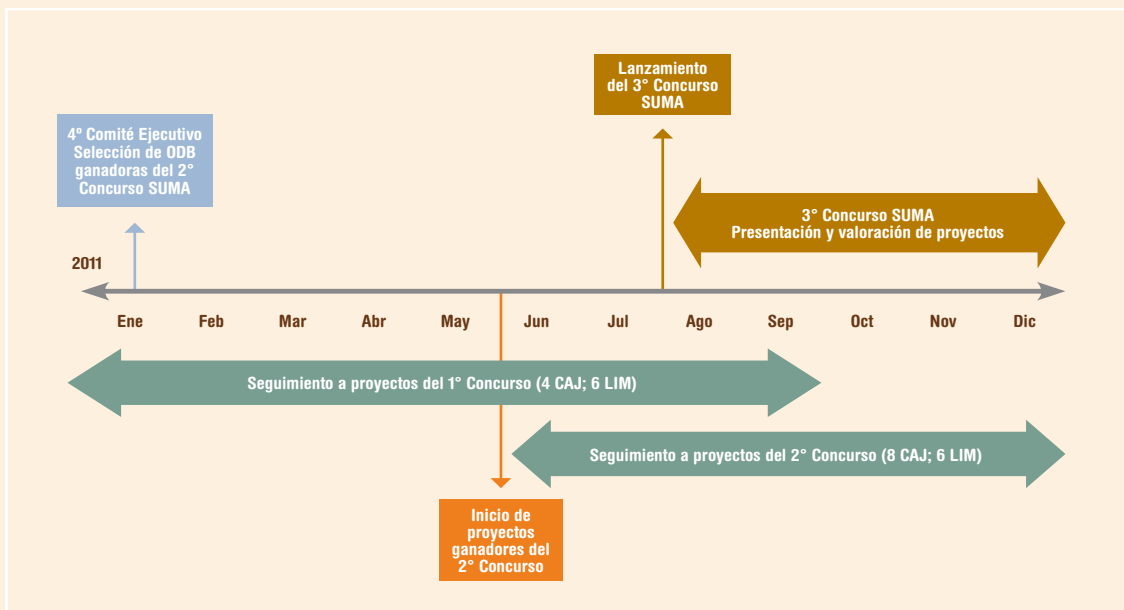 Lanzamiento
del 3° Concurso
SUMA
4º Comité Ejecutivo
Selección de ODB
ganadoras del 2°
Concurso SUMA
3° Concurso SUMA
Presentación y valoración de proyectos
2011
Ene Feb Mar Abr May Jun Jul Ago Sep Oct Nov Dic
Seguimiento a proyectos del 1° Concurso (4 CAJ; 6 LIM)
Seguimiento a proyectos del 2° Concurso (8 CAJ; 6 LIM)
Inicio de
proyectos
ganadores del
2° Concurso